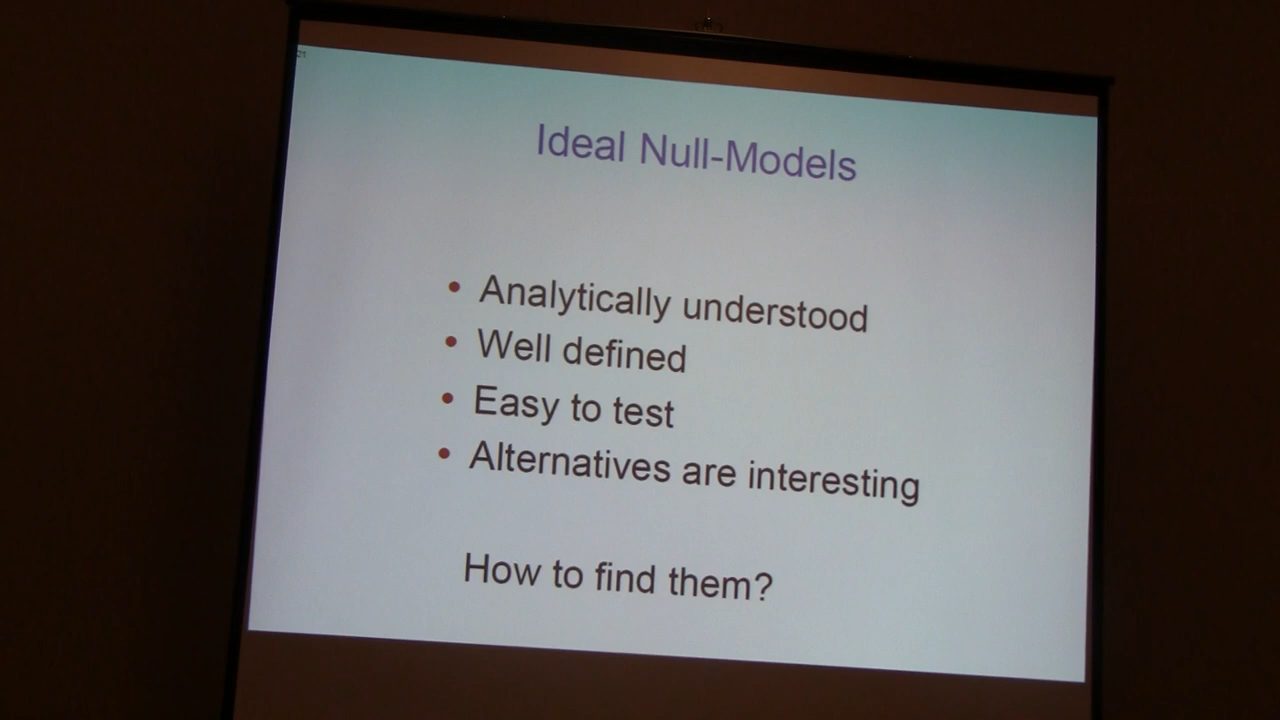 Ideal Null-Models
• Analytically understood
• Well defined
• Easy to test
• Alternatives are interesting
How to find them?